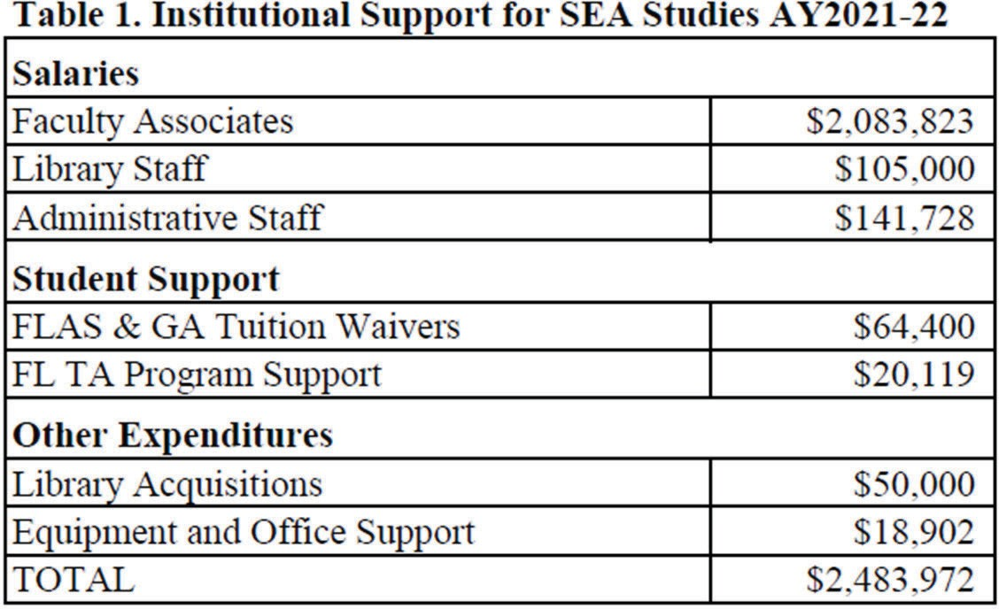 Table 1. Institutional Support for SEA Studies AY2021-22
Salaries
Faculty Associates $2,083,823
Library Staff $105,000
Administrative Staff $141,728
Student Support
FLAS & GA Tuition Waivers $64,400
FL TA Program Support $20,119
Other Expenditures
Library Acquisitions $50,000
Equipment and Office Support $18,902
TOTAL $2,483,972